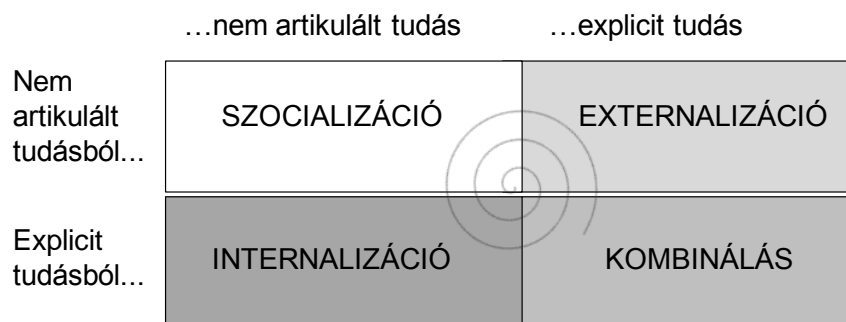 …nem artikulált tudás …explicit tudás
Nem
artikulált
tudásból...
SZOCIALIZÁCIÓ EXTERNALIZÁCIÓ
Explicit
tudásból...
INTERNALIZÁCIÓ KOMBINÁLÁS